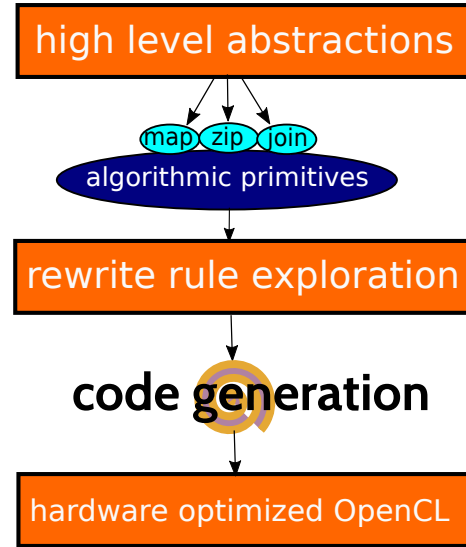 high level abstractions
map zip join
algorithmic primitives
rewrite rule exploration
code generation
hardware optimized OpenCL